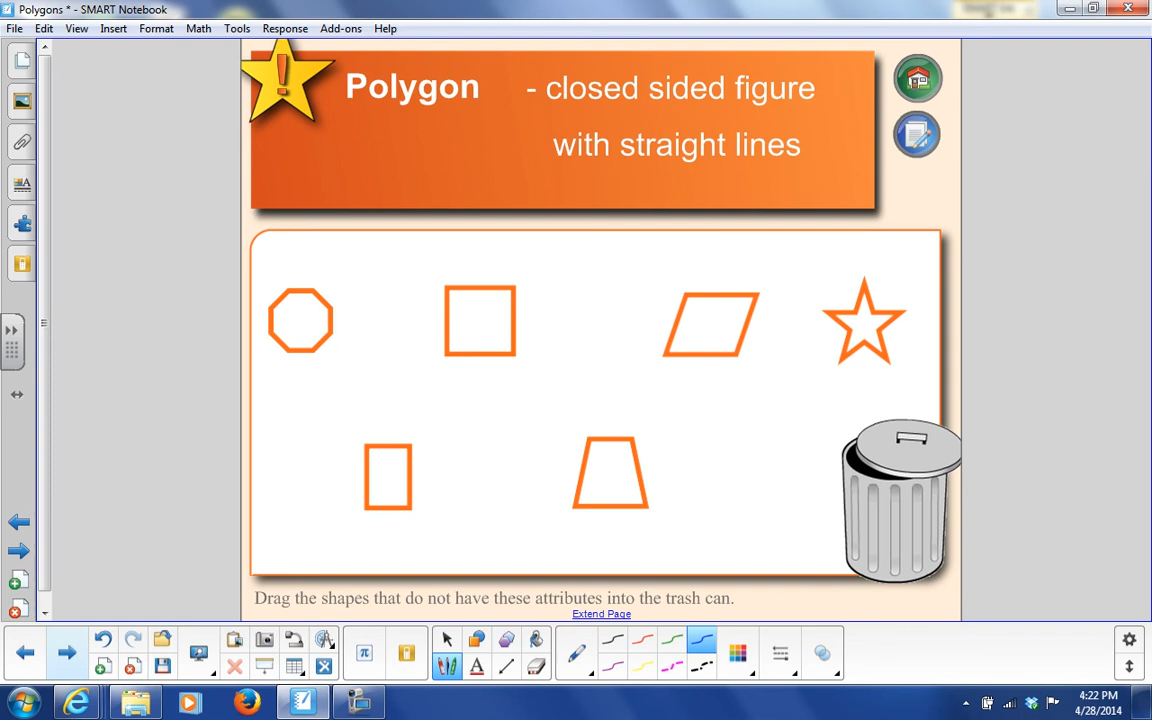 Polygons * - SMART Notebook
File Edit View Insert Format Math Tools Response Add-ons Help
Polygon - closed sided figure
with straight lines
Drag the shapes that do not have these attributes into the trash can.
Extend Page
π
A
4:22 PM
4/28/2014